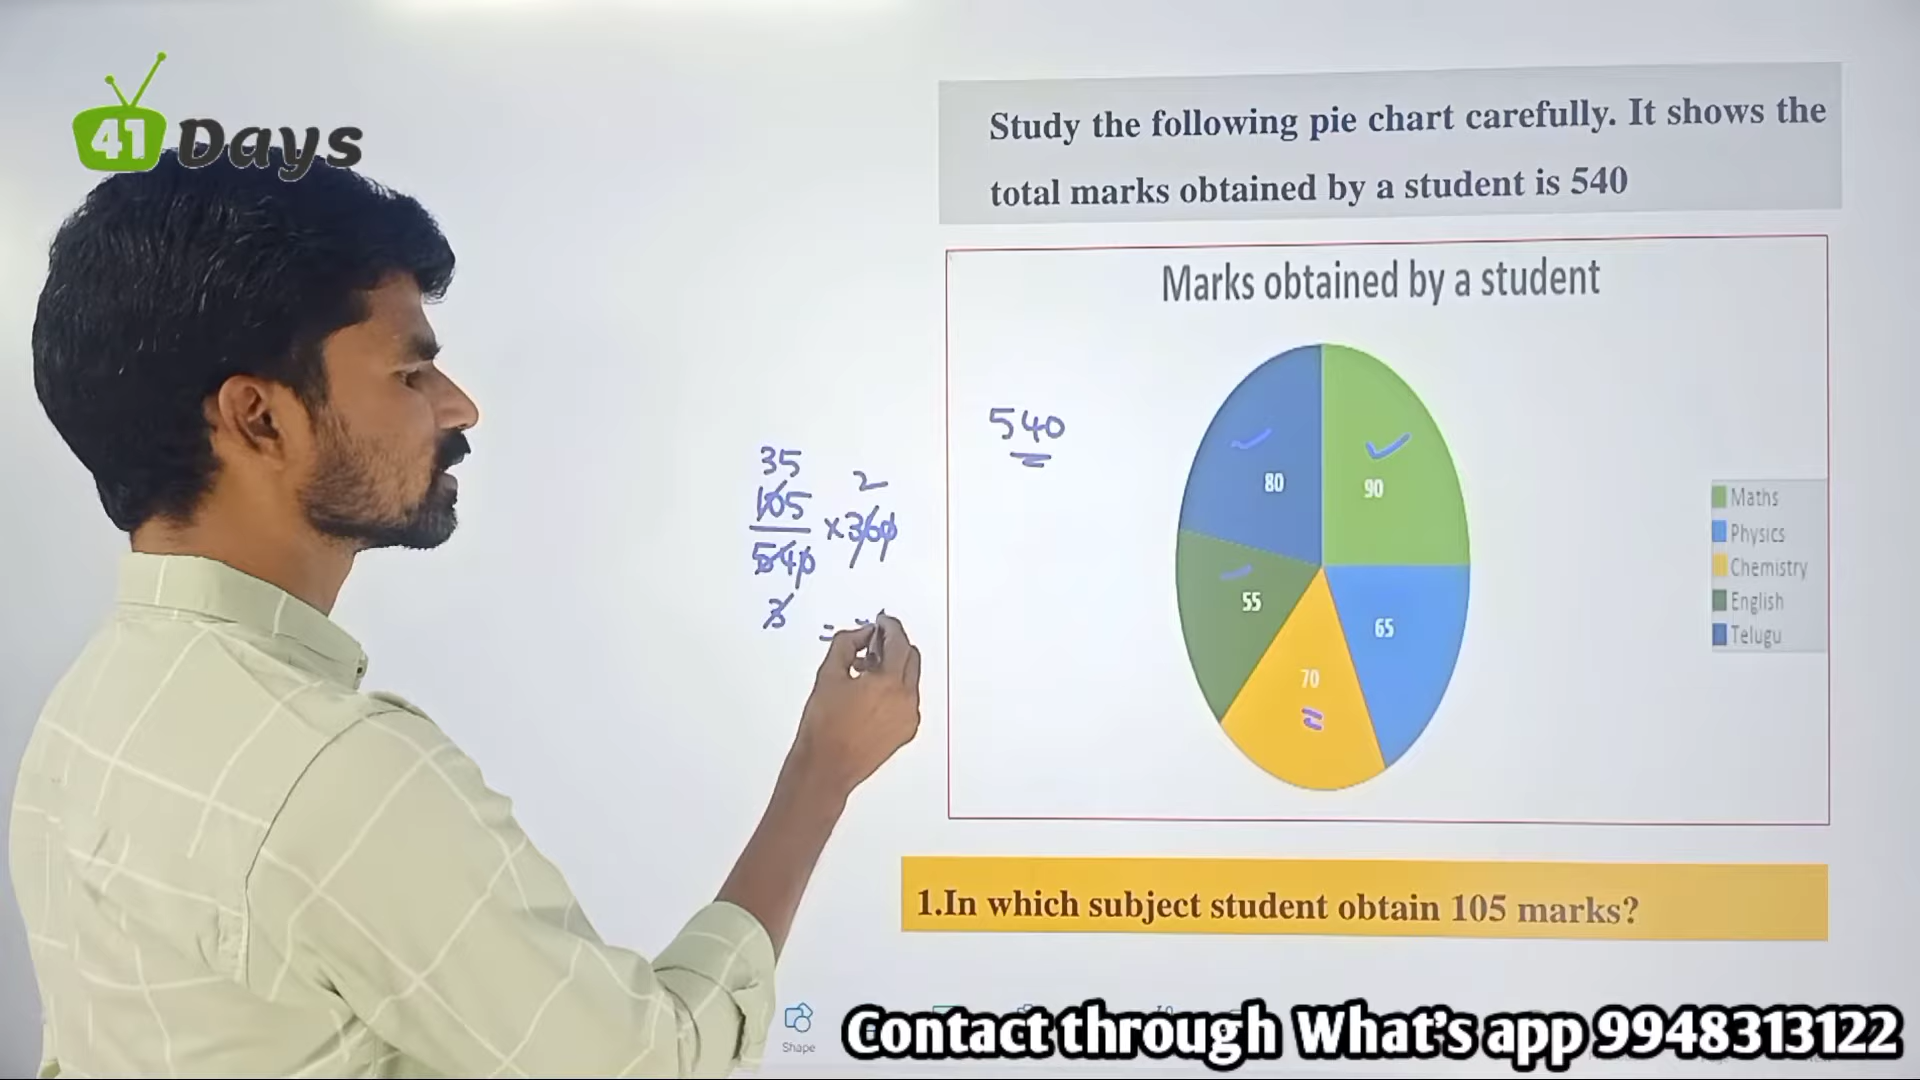 41 Days
Study the following pie chart carefully. It shows the
total marks obtained by a student is 540
Marks obtained by a student
540
80
90
55
65
70
Maths
Physics
Chemistry
English
Telugu
35
2
105
×360
540
3
=
1.In which subject student obtain 105 marks?
Shape
Contact through What's app 9948313122